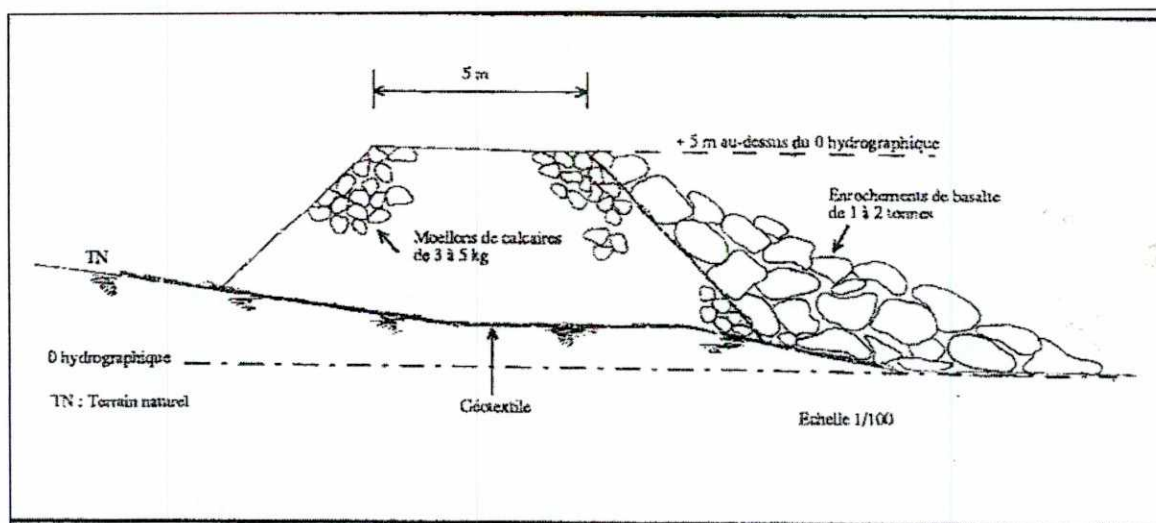 5 m
+ 5 m au-dessus du 0 hydrographique
Enrochements de basalte
de 1 à 2 tonnes
Moellons de calcaires
de 3 à 5 kg
TN
0 hydrographique
TN : Terrain naturel
Géotextile
Echelle 1/100